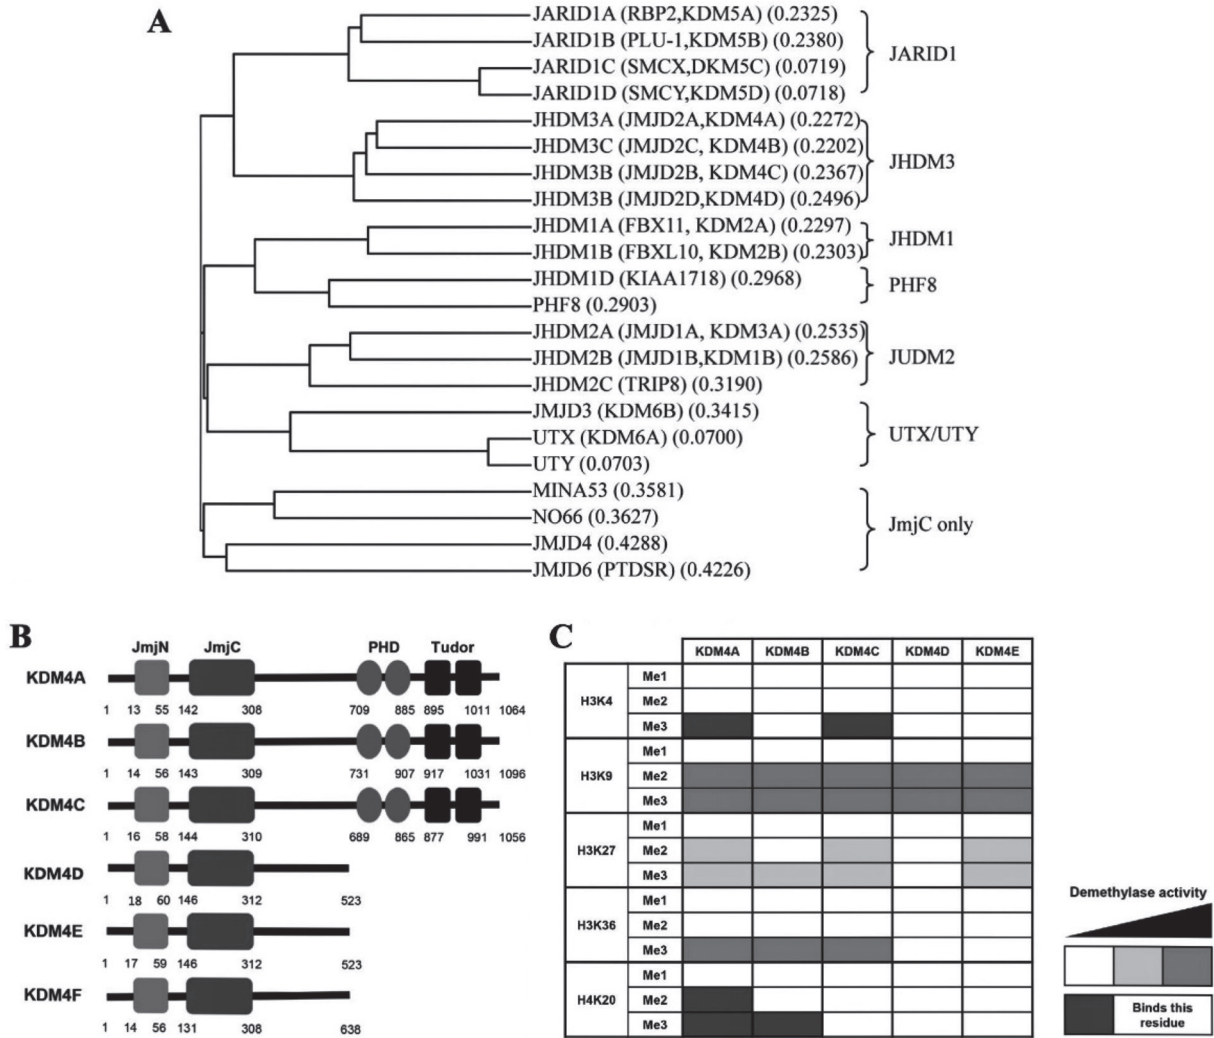 A
JARID1A (RBP2,KDM5A) (0.2325)
JARID1B (PLU-1,KDM5B) (0.2380)
JARID1C (SMCX,DKM5C) (0.0719)
JARID1D (SMCY,KDM5D) (0.0718)
JARID1
JHDM3A (JMJD2A,KDM4A) (0.2272)
JHDM3C (JMJD2C, KDM4B) (0.2202)
JHDM3B (JMJD2B, KDM4C) (0.2367)
JHDM3B (JMJD2D,KDM4D) (0.2496)
JHDM3
JHDM1A (FBX11, KDM2A) (0.2297)
JHDM1B (FBXL10, KDM2B) (0.2303)
JHDM1
JHDM1D (KIAA1718) (0.2968)
PHF8 (0.2903)
PHF8
JHDM2A (JMJD1A, KDM3A) (0.2535)
JHDM2B (JMJD1B,KDM1B) (0.2586)
JHDM2C (TRIP8) (0.3190)
JUDM2
JMJD3 (KDM6B) (0.3415)
UTX (KDM6A) (0.0700)
UTY (0.0703)
UTX/UTY
MINA53 (0.3581)
NO66 (0.3627)
JMJD4 (0.4288)
JMJD6 (PTDSR) (0.4226)
JmjC only
B
JmjN JmjC PHD Tudor
KDM4A
1 13 55 142 308 709 885 895 1011 1064
KDM4B
1 14 56 143 309 731 907 917 1031 1096
KDM4C
1 16 58 144 310 689 865 877 991 1056
KDM4D
1 18 60 146 312 523
KDM4E
1 17 59 146 312 523
KDM4F
1 14 56 131 308 638
C
KDM4A KDM4B KDM4C KDM4D KDM4E
H3K4
Me1
Me2
Me3
H3K9
Me1
Me2
Me3
H3K27
Me1
Me2
Me3
H3K36
Me1
Me2
Me3
H4K20
Me1
Me2
Me3
Demethylase activity
Binds this
residue